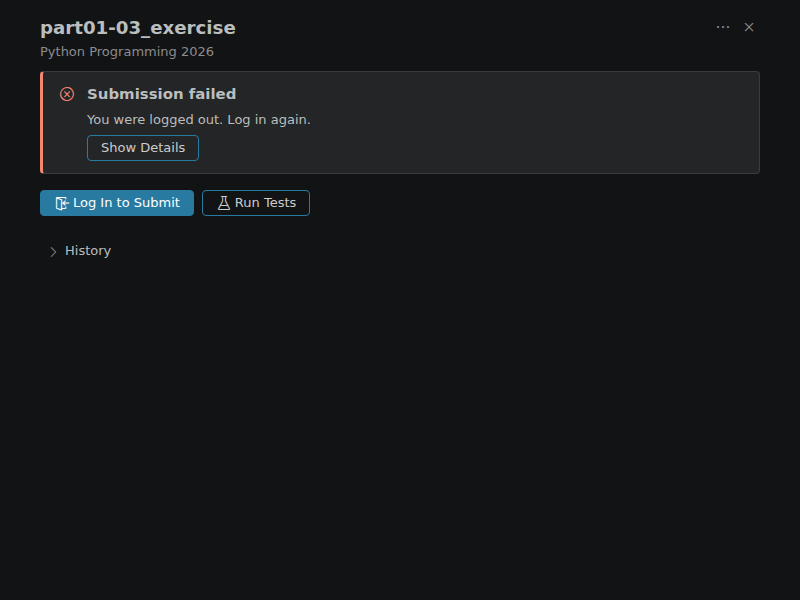 part01-03_exercise
Python Programming 2026
Submission failed
You were logged out. Log in again.
Show Details
Log In to Submit
Run Tests
History